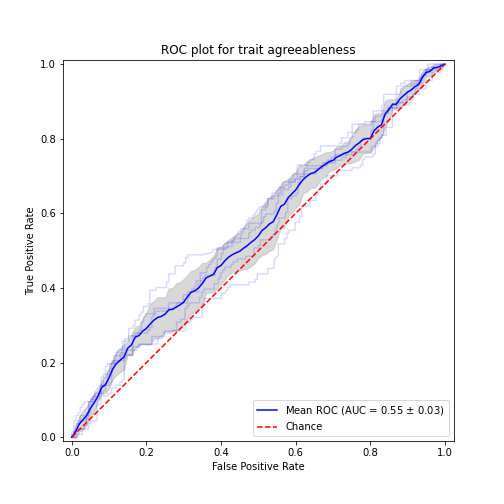 ROC plot for trait agreeableness
1.0
0.8
0.6
0.4
0.2
0.0
True Positive Rate
Mean ROC (AUC = 0.55 ± 0.03)
Chance
0.0 0.2 0.4 0.6 0.8 1.0
False Positive Rate